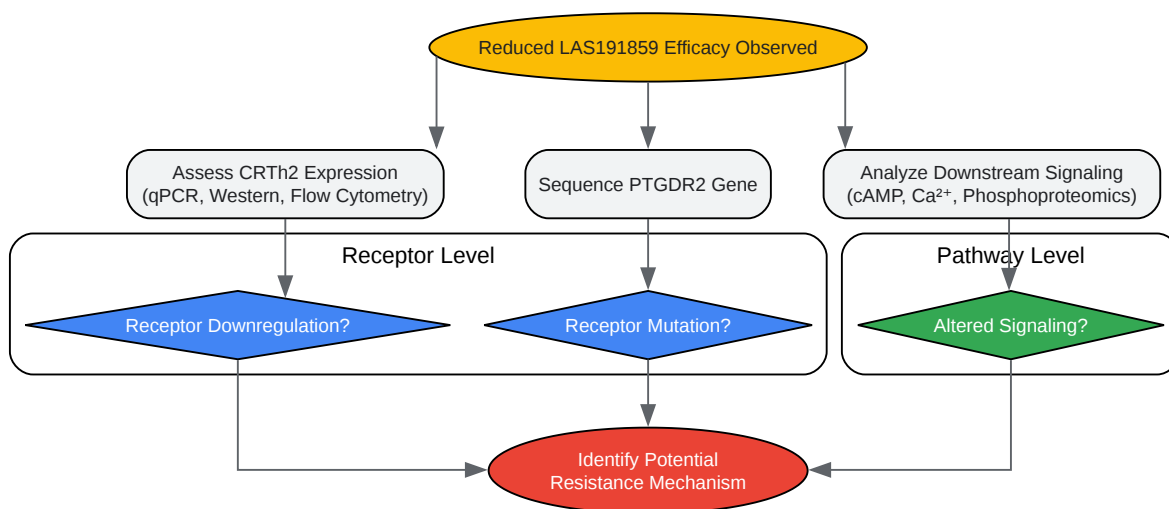 Reduced LAS191859 Efficacy Observed
Assess CRTh2 Expression
(qPCR, Western, Flow Cytometry)
Sequence PTGDR2 Gene
Analyze Downstream Signaling
(cAMP, Ca²⁺, Phosphoproteomics)
Receptor Level
Pathway Level
Receptor Downregulation?
Receptor Mutation?
Altered Signaling?
Identify Potential
Resistance Mechanism